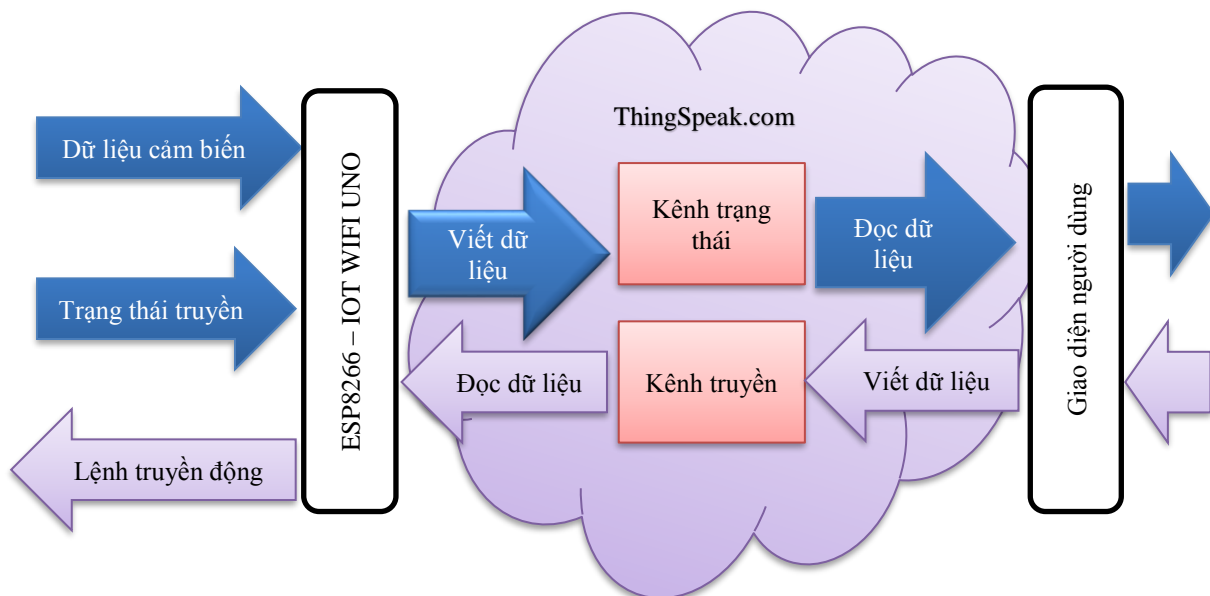 ThingSpeak.com
Dữ liệu cảm biến
Trạng thái truyền
Lệnh truyền động
ESP8266 – IOT WIFI UNO
Viết dữ
liệu
Đọc dữ liệu
Kênh trạng
thái
Kênh truyền
Đọc dữ
liệu
Viết dữ liệu
Giao diện người dùng